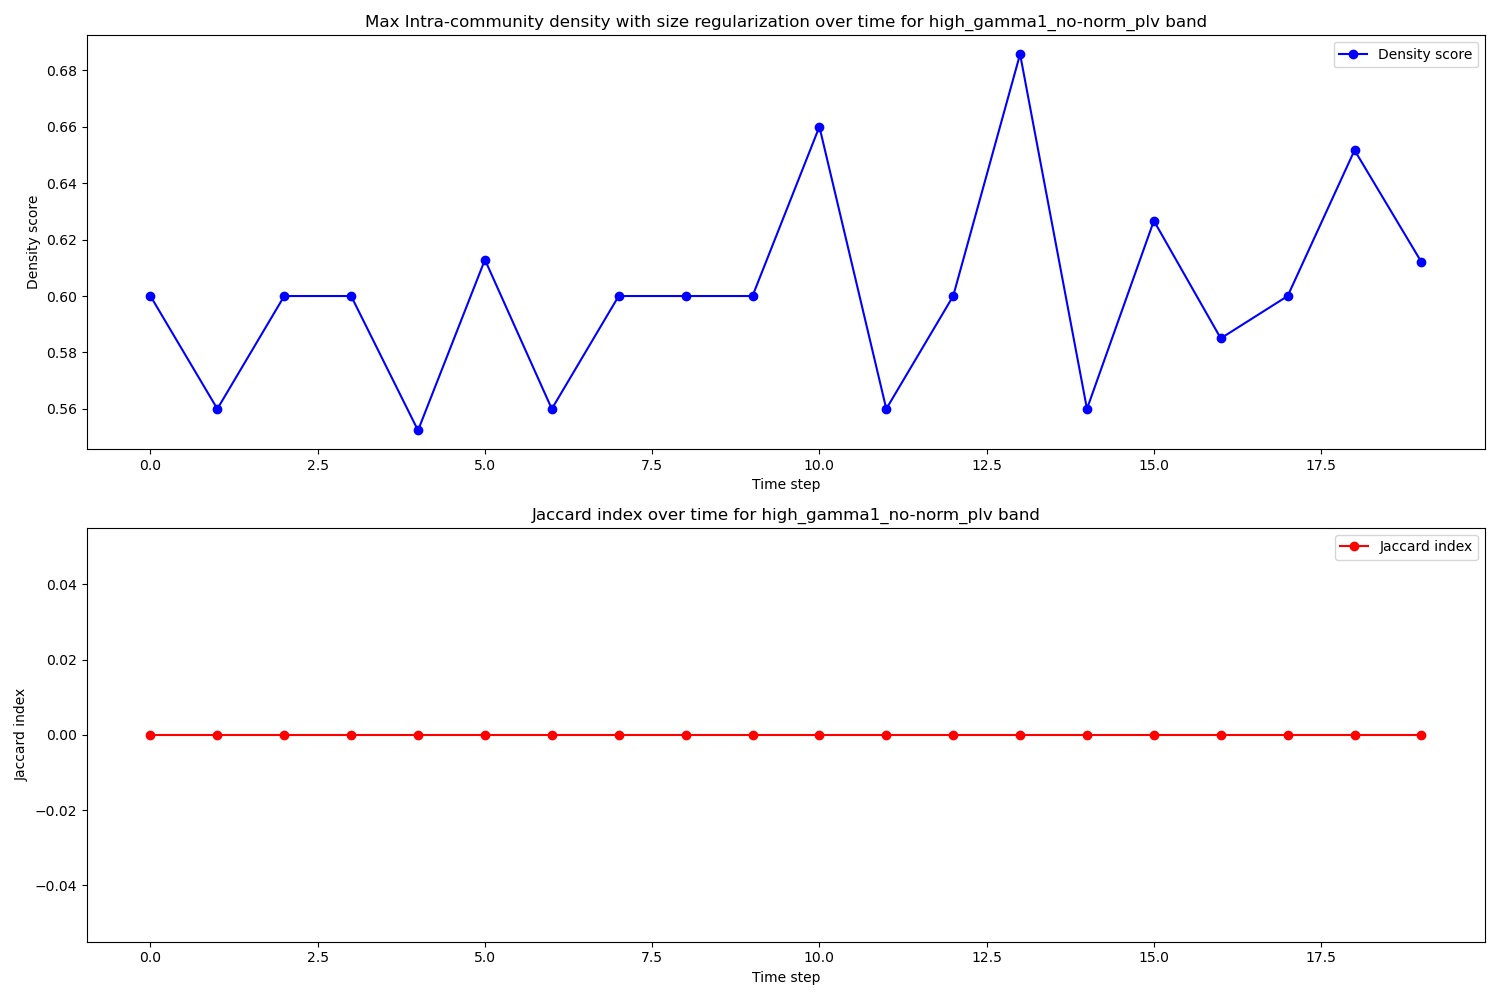 Max Intra-community density with size regularization over time for high_gamma1_no-norm_plv band
Density score
0.68
0.66
0.64
0.62
0.60
0.58
0.56
Density score
0.0 2.5 5.0 7.5 10.0 12.5 15.0 17.5
Time step
Jaccard index over time for high_gamma1_no-norm_plv band
Jaccard index
0.04
0.02
0.00
−0.02
−0.04
Jaccard index
0.0 2.5 5.0 7.5 10.0 12.5 15.0 17.5
Time step